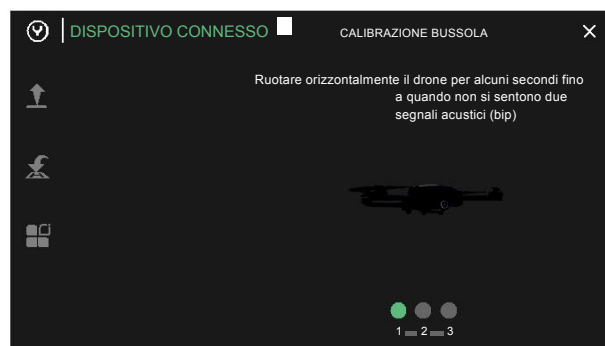 DISPOSITIVO CONNESSO
CALIBRAZIONE BUSSOLA
Ruotare orizzontalmente il drone per alcuni secondi fino
a quando non si sentono due
segnali acustici (bip)
1 2 3